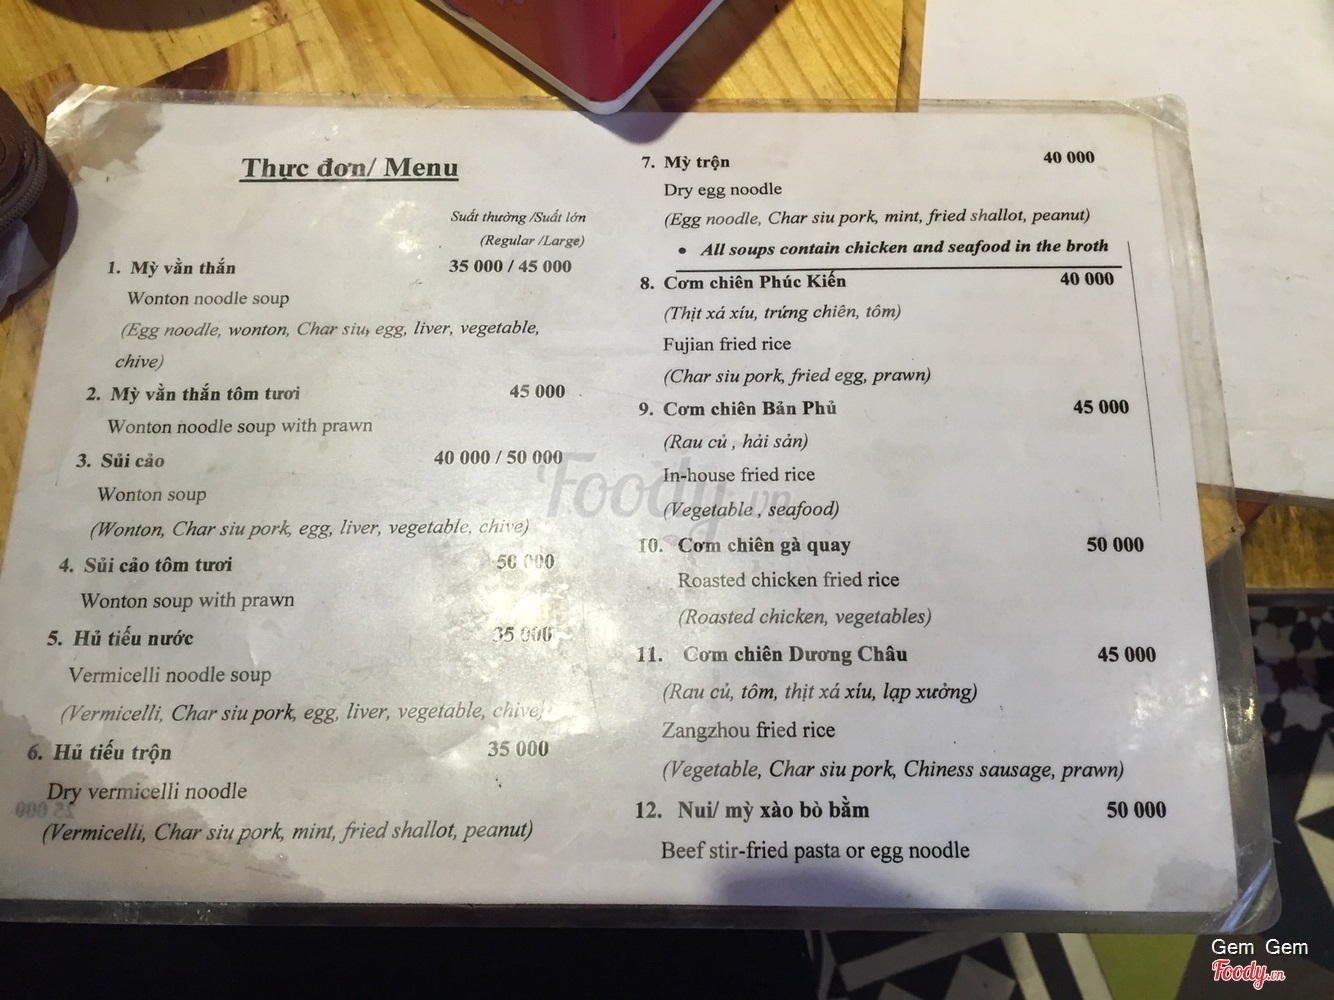 Thực đơn/ Menu
Suất thường /Suất lớn
(Regular /Large)
1. Mỳ vằn thắn 35 000 / 45 000
Wonton noodle soup
(Egg noodle, wonton, Char siu, egg, liver, vegetable,
chive)
2. Mỳ vằn thắn tôm tươi 45 000
Wonton noodle soup with prawn
3. Sủi cảo 40 000 / 50 000
Wonton soup
(Wonton, Char siu pork, egg, liver, vegetable, chive)
4. Sủi cảo tôm tươi 50 000
Wonton soup with prawn
5. Hủ tiếu nước 35 000
Vermicelli noodle soup
(Vermicelli, Char siu pork, egg, liver, vegetable, chive)
6. Hủ tiếu trộn 35 000
Dry vermicelli noodle
(Vermicelli, Char siu pork, mint, fried shallot, peanut)
7. Mỳ trộn 40 000
Dry egg noodle
(Egg noodle, Char siu pork, mint, fried shallot, peanut)
• All soups contain chicken and seafood in the broth
8. Cơm chiên Phúc Kiến 40 000
(Thịt xá xíu, trứng chiên, tôm)
Fujian fried rice
(Char siu pork, fried egg, prawn)
9. Cơm chiên Bản Phủ 45 000
(Rau củ , hải sản)
In-house fried rice
(Vegetable , seafood)
10. Cơm chiên gà quay 50 000
Roasted chicken fried rice
(Roasted chicken, vegetables)
11. Cơm chiên Dương Châu 45 000
(Rau củ, tôm, thịt xá xíu, lạp xưởng)
Zangzhou fried rice
(Vegetable, Char siu pork, Chiness sausage, prawn)
12. Nui/ mỳ xào bò bằm 50 000
Beef stir-fried pasta or egg noodle
Foody.vn
Gem Gem
Foody.vn